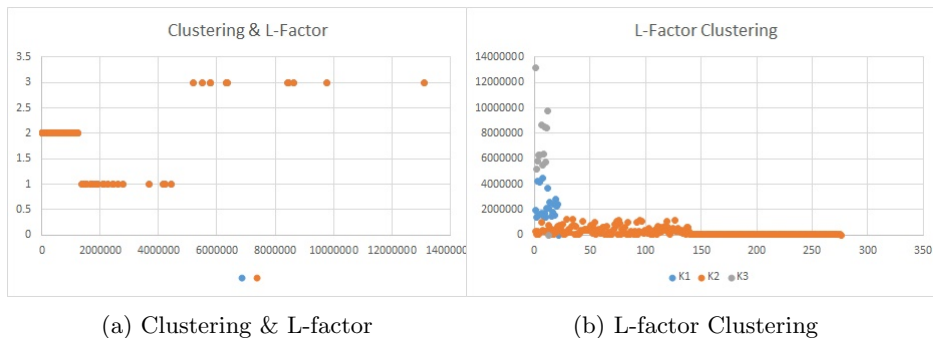 Clustering & L-Factor
3.5
3
2.5
2
1.5
1
0.5
0
0 2000000 4000000 6000000 8000000 10000000 12000000 1400000
L-Factor Clustering
14000000
12000000
10000000
8000000
6000000
4000000
2000000
0
0 50 100 150 200 250 300 35
K1 K2 K3
(a) Clustering & L-factor
(b) L-factor Clustering